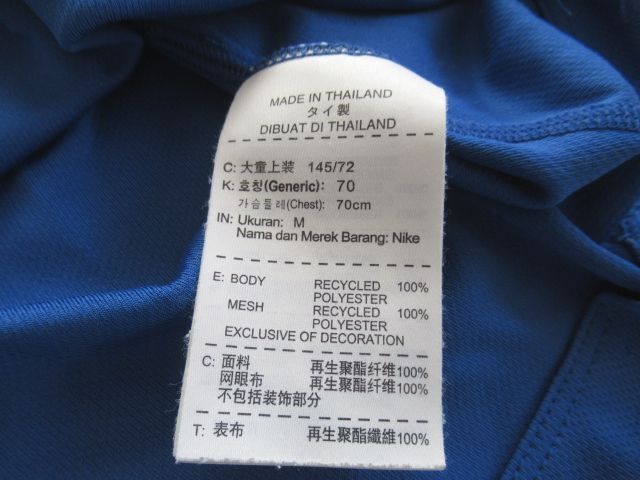 MADE IN THAILAND
タイ製
DIBUAT DI THAILAND
C: 大童上装 145/72
K: 호칭(Generic): 70
가슴둘레(Chest): 70cm
IN: Ukuran: M
Nama dan Merek Barang: Nike
E: BODY RECYCLED 100%
POLYESTER
MESH RECYCLED 100%
POLYESTER
EXCLUSIVE OF DECORATION
C: 面料 再生聚酯纤维100%
网眼布 再生聚酯纤维100%
不包括装饰部分
T: 表布 再生聚酯纖維100%